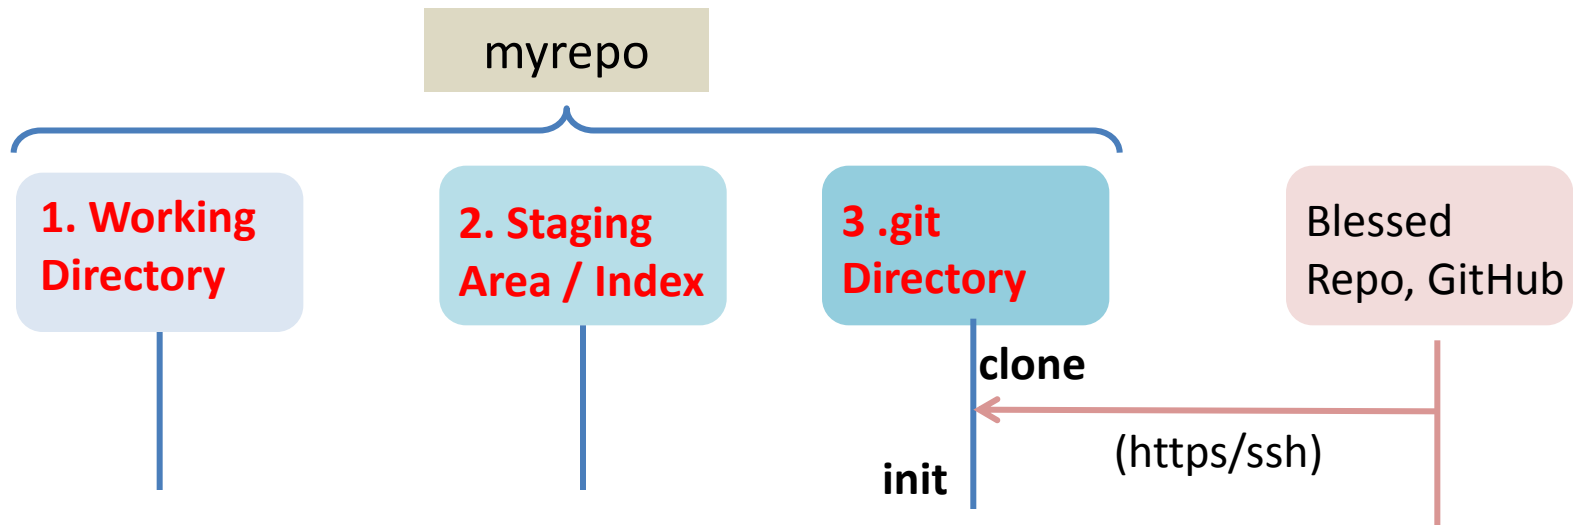 myrepo
1. Working
Directory
2. Staging
Area / Index
3 .git
Directory
Blessed
Repo, GitHub
clone
(https/ssh)
init